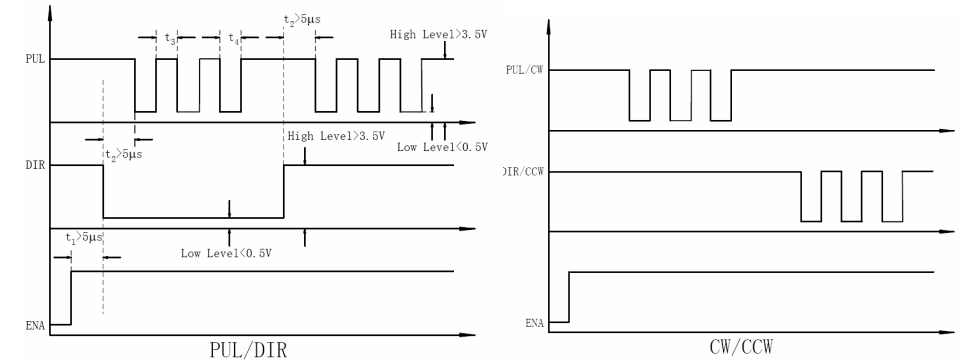 t2>5μs
t3
t4
High Level>3.5V
PUL
Low Level<0.5V
t2>5μs
High Level>3.5V
DIR
t1>5μs
Low Level<0.5V
ENA
PUL/DIR
PUL/CW
DIR/CCW
ENA
CW/CCW